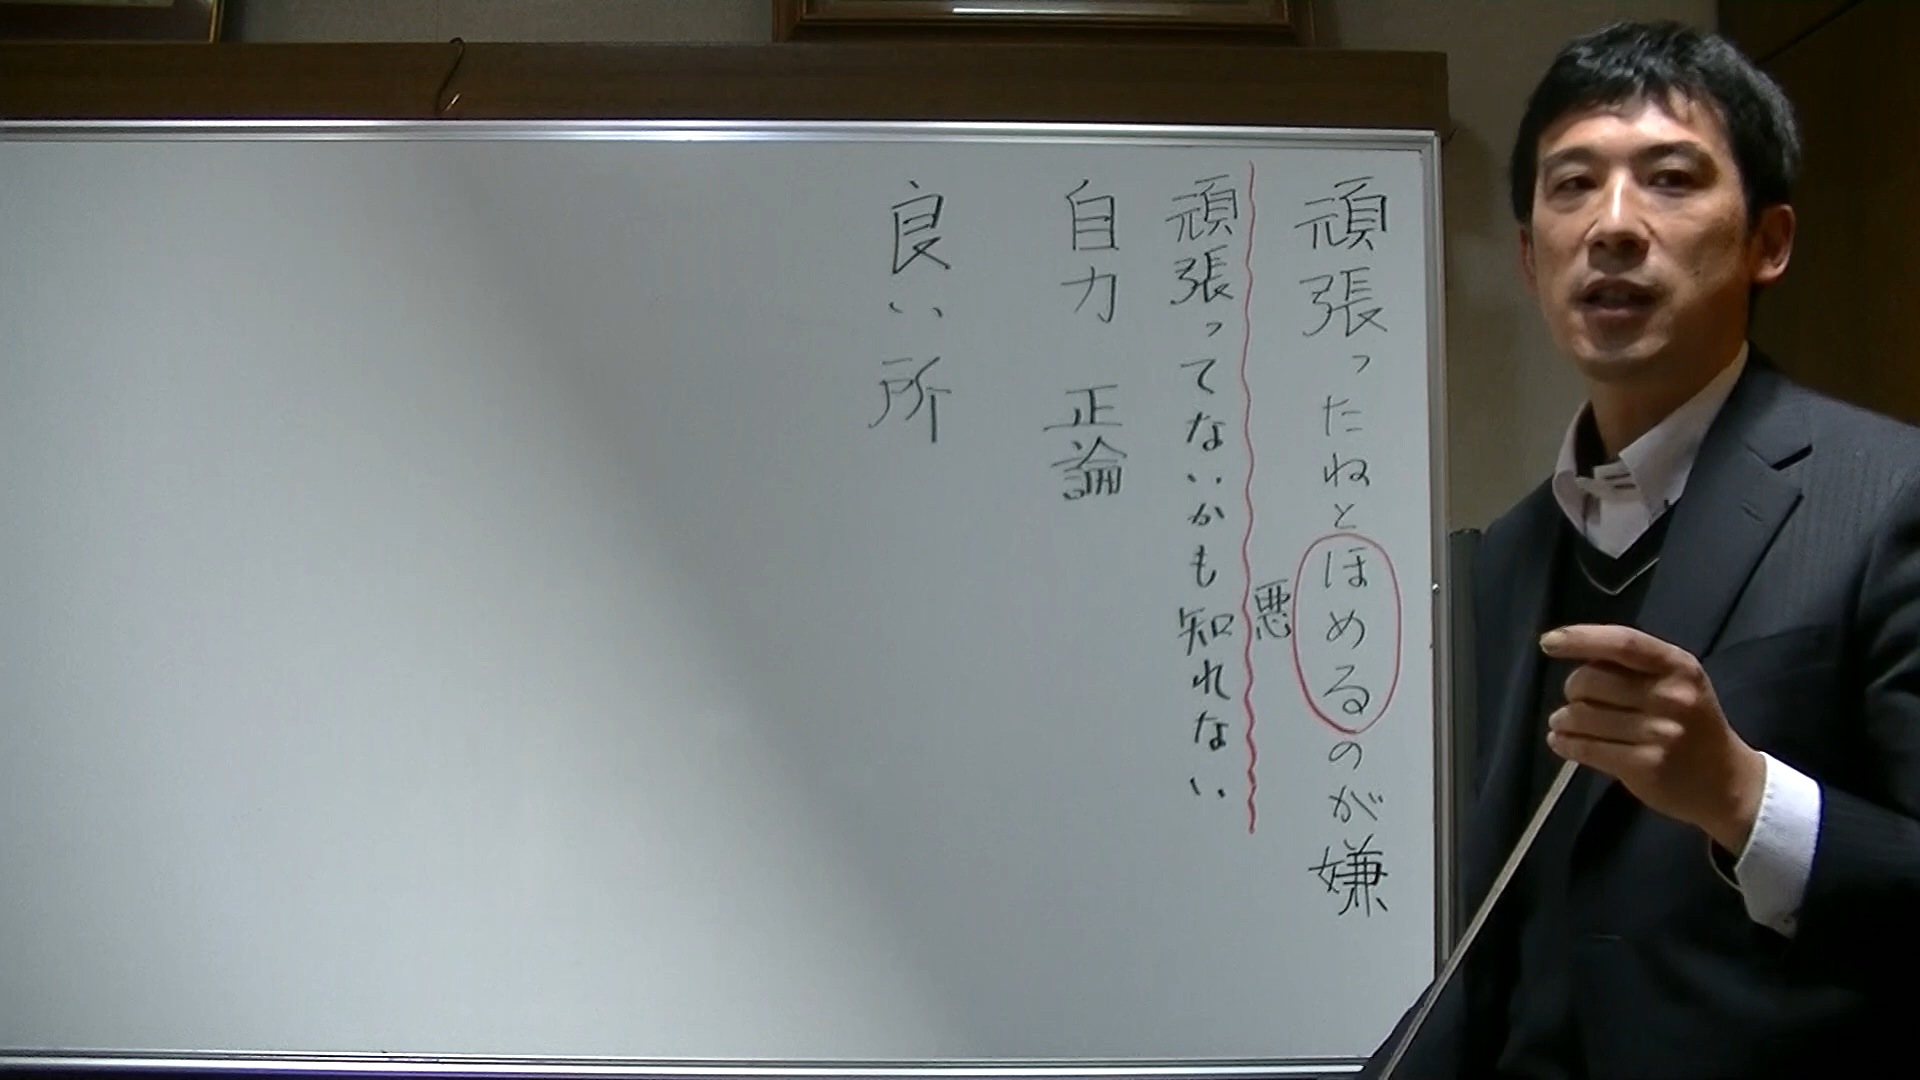 頑張ったねとほめるのが嫌
悪
頑張ってないかも知れない
自力 正論
良い所